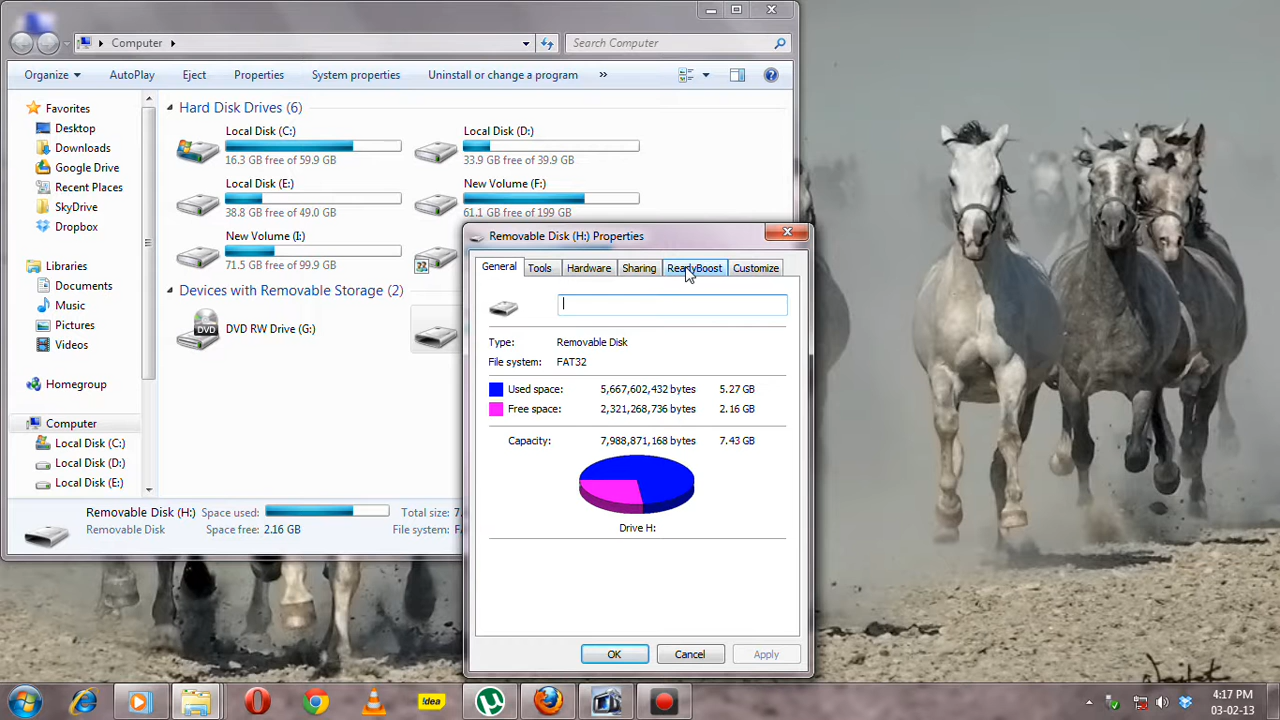 Computer
Search Computer
Organize
AutoPlay
Eject
Properties
System properties
Uninstall or change a program
»
Favorites
Desktop
Downloads
Google Drive
Recent Places
SkyDrive
Dropbox
Libraries
Documents
Music
Pictures
Videos
Homegroup
Computer
Local Disk (C:)
Local Disk (D:)
Local Disk (E:)
Hard Disk Drives (6)
Local Disk (C:)
16.3 GB free of 59.9 GB
Local Disk (D:)
33.9 GB free of 39.9 GB
Local Disk (E:)
38.8 GB free of 49.0 GB
New Volume (F:)
61.1 GB free of 199 GB
New Volume (I:)
71.5 GB free of 99.9 GB
Devices with Removable Storage (2)
DVD
DVD RW Drive (G:)
Removable Disk (H:)
Space used:
Total size: 7.
Removable Disk
Space free: 2.16 GB
File system: F
Removable Disk (H:) Properties
General
Tools
Hardware
Sharing
ReadyBoost
Customize
Type: Removable Disk
File system: FAT32
Used space: 5,667,602,432 bytes 5.27 GB
Free space: 2,321,268,736 bytes 2.16 GB
Capacity: 7,988,871,168 bytes 7.43 GB
Drive H:
OK
Cancel
Apply
!dea
4:17 PM
03-02-13